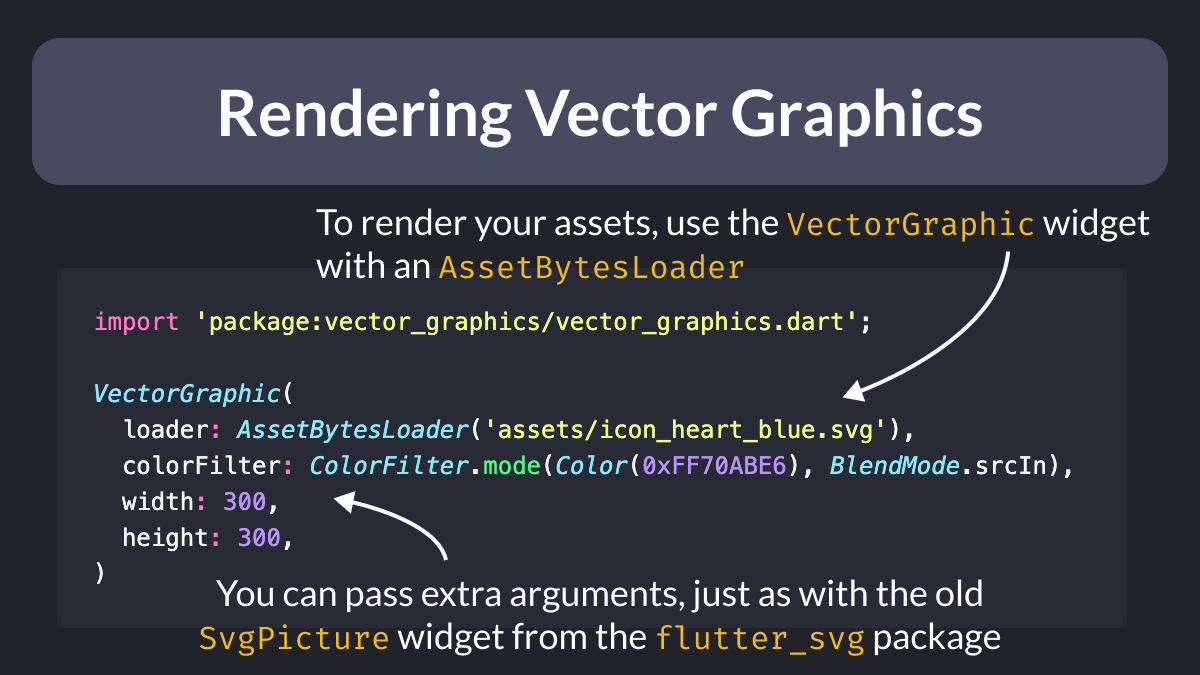 Rendering Vector Graphics
To render your assets, use the VectorGraphic widget
with an AssetBytesLoader
import 'package:vector_graphics/vector_graphics.dart';
VectorGraphic(
  loader: AssetBytesLoader('assets/icon_heart_blue.svg'),
  colorFilter: ColorFilter.mode(Color(0xFF70ABE6), BlendMode.srcIn),
  width: 300,
  height: 300,
)
You can pass extra arguments, just as with the old
SvgPicture widget from the flutter_svg package